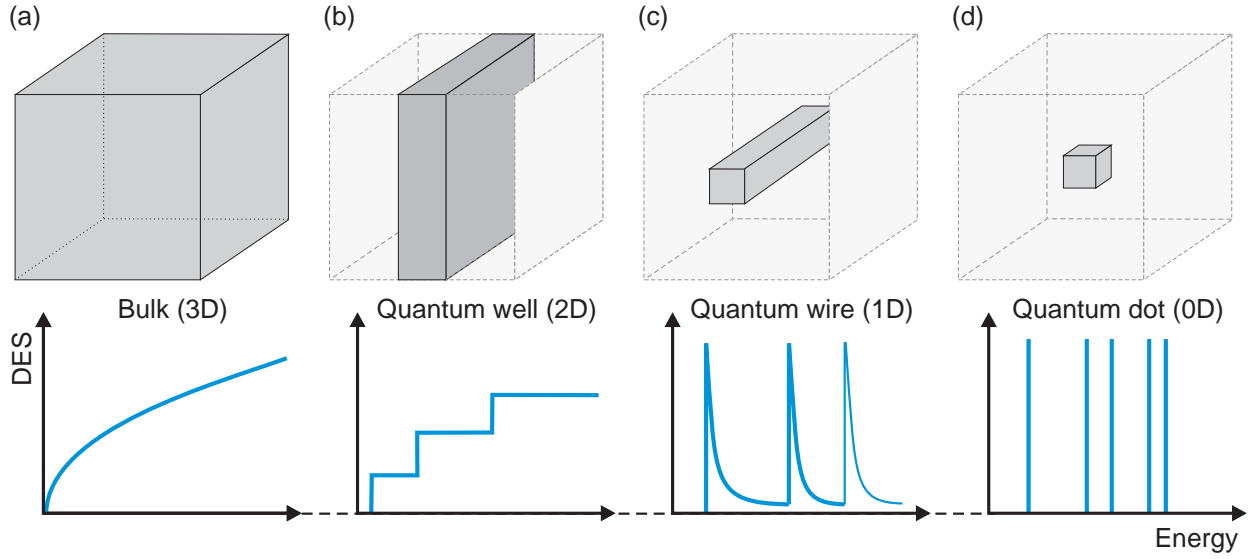 (a)
(b)
(c)
(d)
Bulk (3D)
Quantum well (2D)
Quantum wire (1D)
Quantum dot (0D)
DES
Energy